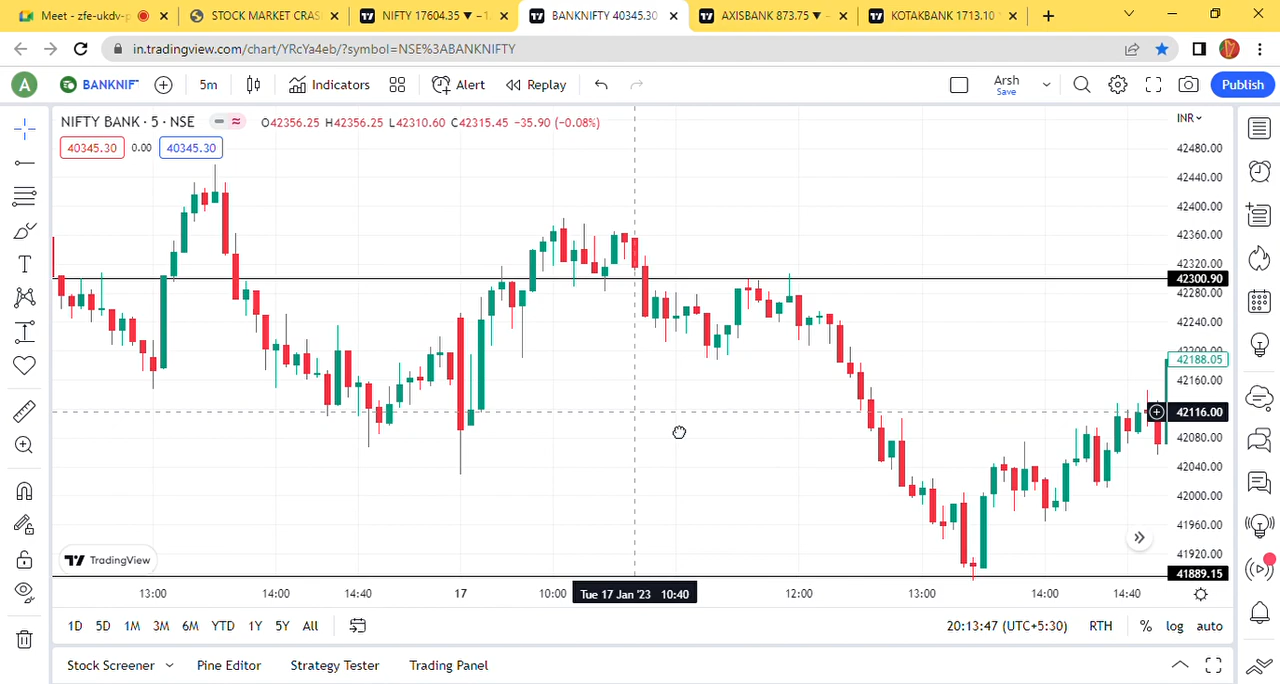 Meet - zfe-ukdv-p
STOCK MARKET CRAS
NIFTY 17604.35 ▼ −1.
BANKNIFTY 40345.30
AXISBANK 873.75 ▼
KOTAKBANK 1713.10
in.tradingview.com/chart/YRcYa4eb/?symbol=NSE%3ABANKNIFTY
A
BANKNIF
5m
Indicators
Alert
Replay
Arsh
Save
Publish
NIFTY BANK · 5 · NSE
O42356.25 H42356.25 L42310.60 C42315.45 −35.90 (−0.08%)
INR
40345.30
0.00
40345.30
42480.00
42440.00
42400.00
42360.00
42320.00
42300.90
42280.00
42240.00
42200.00
42188.05
42160.00
42116.00
42080.00
42040.00
42000.00
41960.00
41920.00
41889.15
TradingView
13:00
14:00
14:40
17
10:00
Tue 17 Jan '23 10:40
12:00
13:00
14:00
14:40
1D 5D 1M 3M 6M YTD 1Y 5Y All
20:13:47 (UTC+5:30)
RTH
% log auto
Stock Screener
Pine Editor
Strategy Tester
Trading Panel